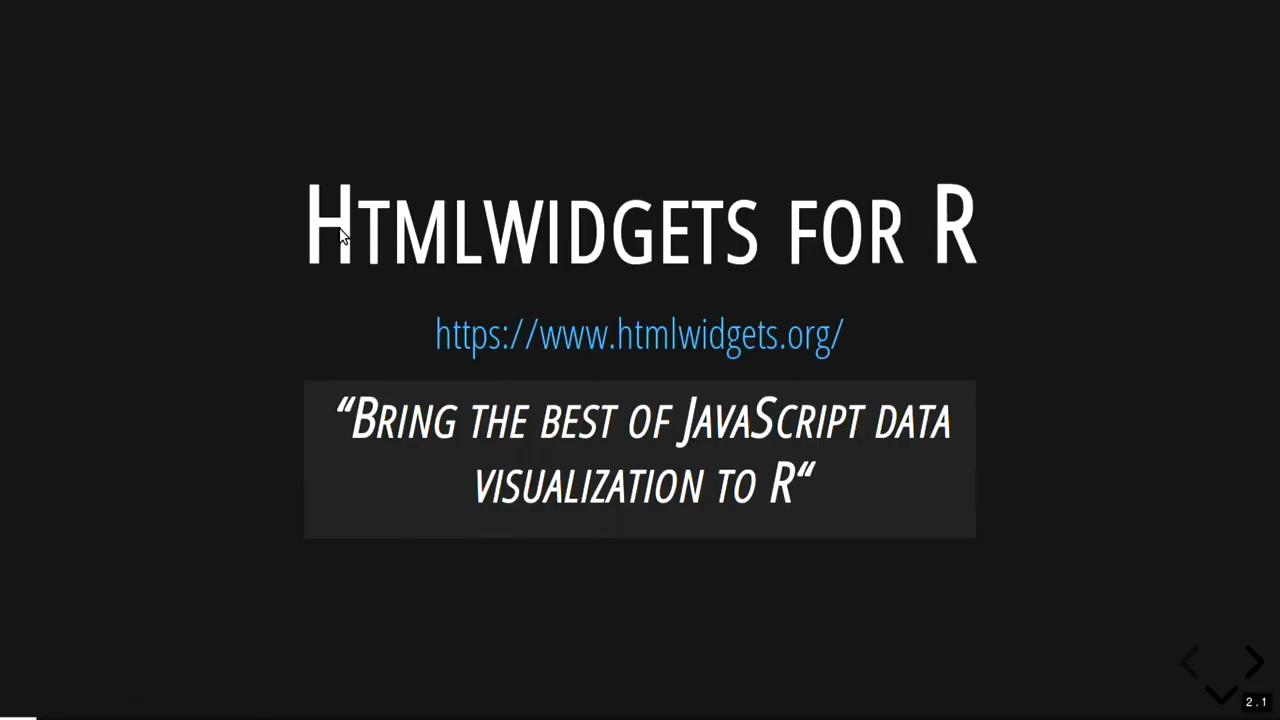 Htmlwidgets for R
https://www.htmlwidgets.org/
“Bring the best of JavaScript data
visualization to R“
2.1